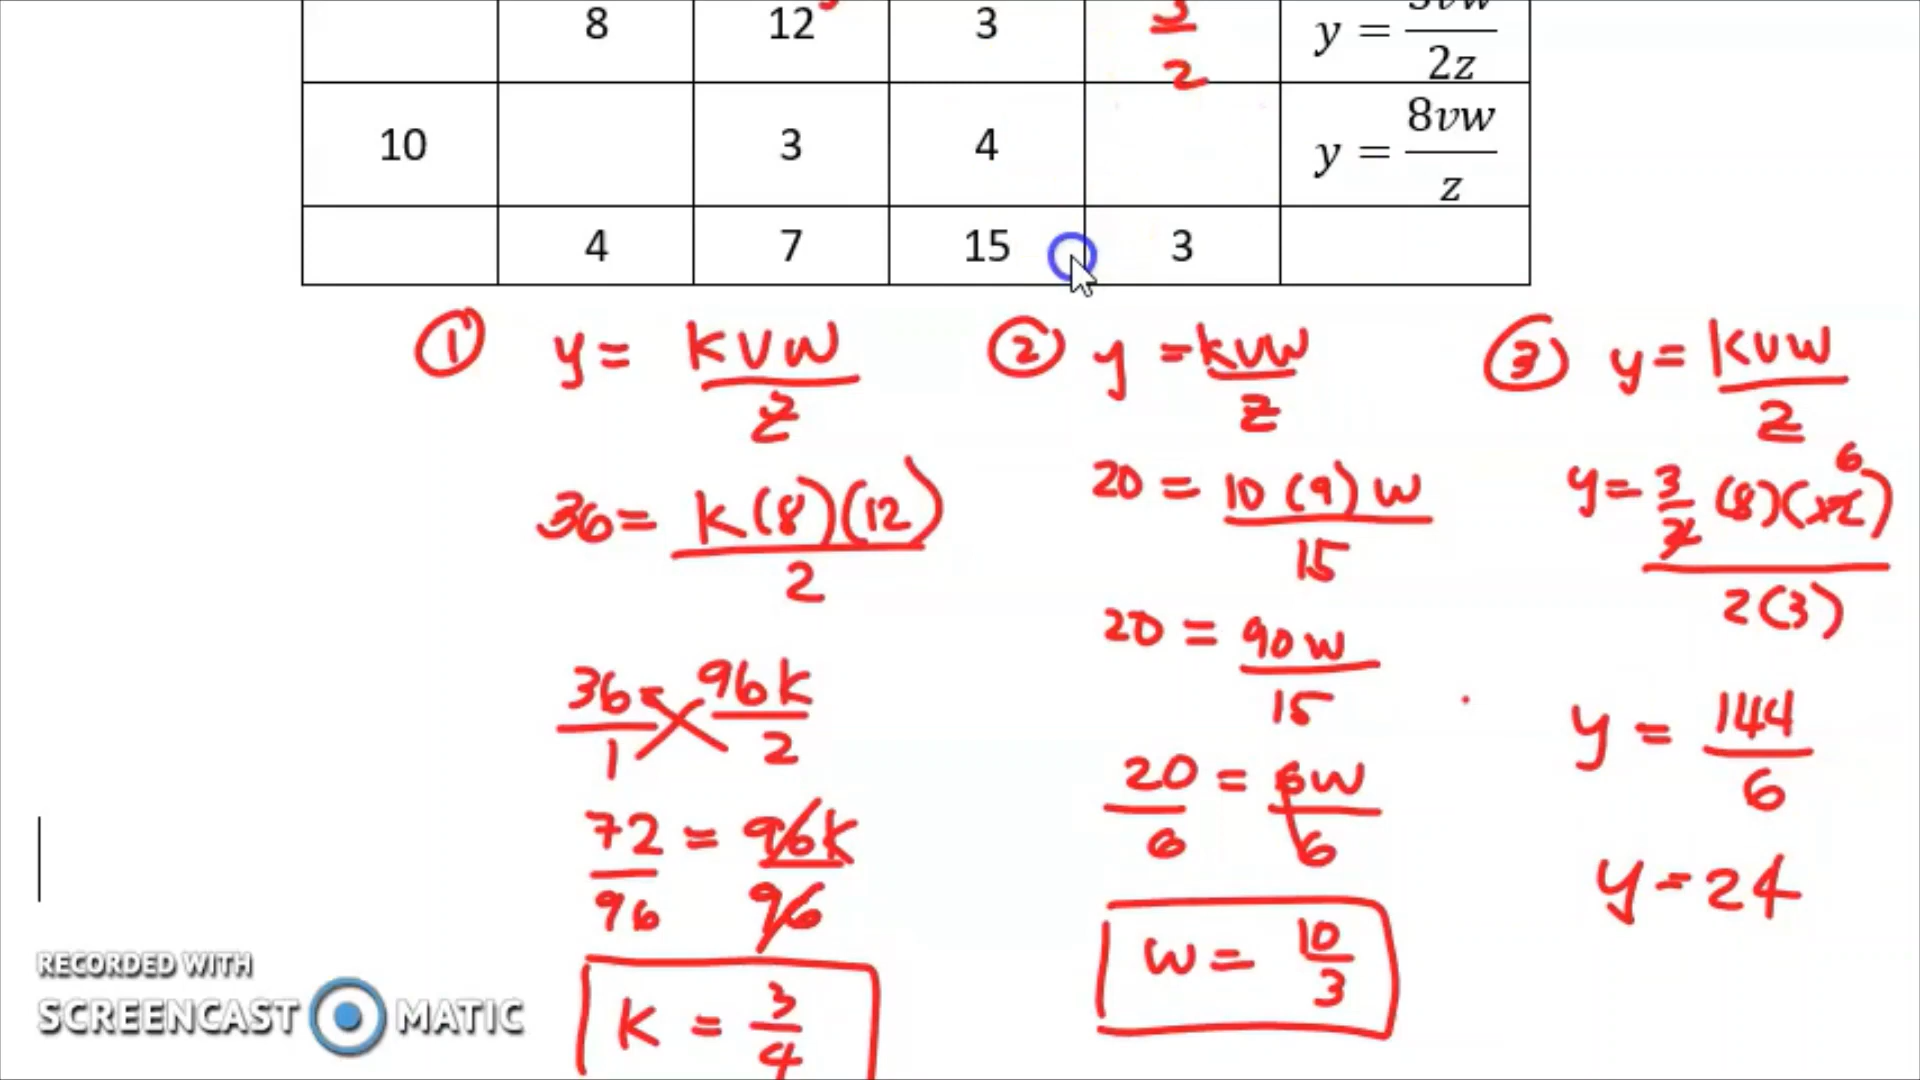 8 12 3 3/2 y = 3vw/2z
10 3 4 y = 8vw/z
4 7 15 3
① y = kvw/z
36 = k(8)(12)/2
36/1 = 96k/2
72/96 = 96k/96
k = 3/4
② y = kvw/z
20 = 10(9)w/15
20 = 90w/15
20/6 = 6w/6
w = 10/3
③ y = kvw/z
y = 3/2 (8)(12) 6 / 2(3)
y = 144/6
y = 24
RECORDED WITH
SCREENCAST MATIC